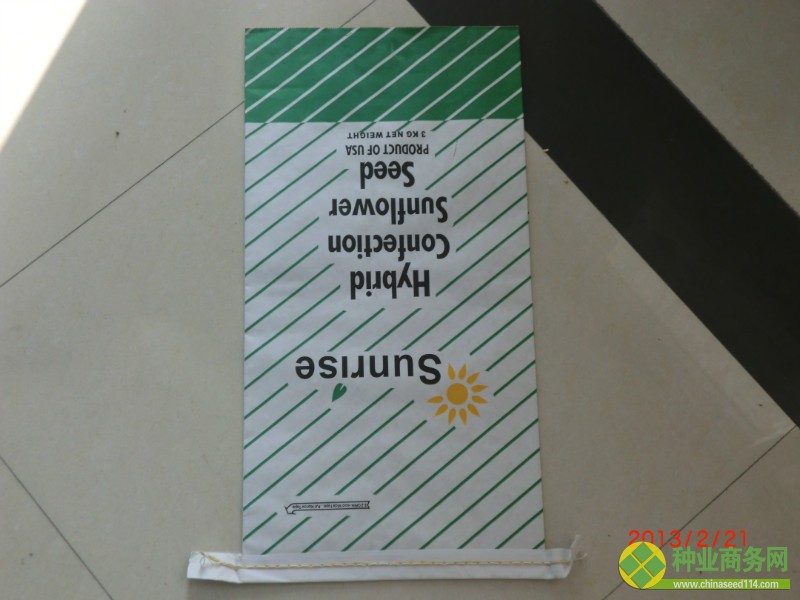 Sunrise
Hybrid
Confection
Sunflower
Seed
PRODUCT OF USA
3 KG NET WEIGHT
2013/2/21
种业商务网
www.chinaseed114.com